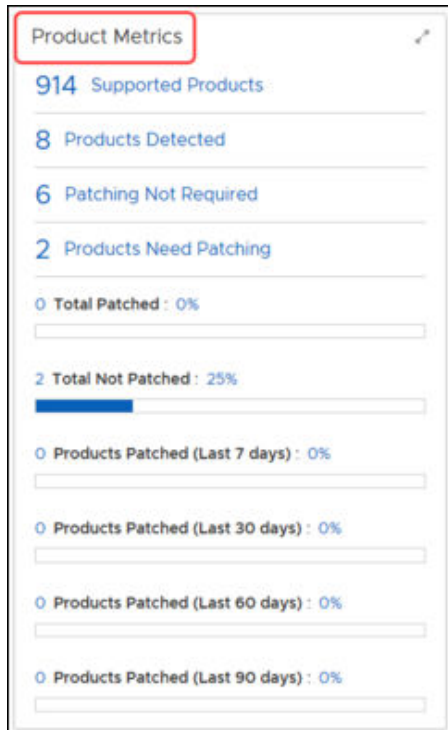 Product Metrics
914 Supported Products
8 Products Detected
6 Patching Not Required
2 Products Need Patching
0 Total Patched : 0%
2 Total Not Patched : 25%
0 Products Patched (Last 7 days) : 0%
0 Products Patched (Last 30 days) : 0%
0 Products Patched (Last 60 days) : 0%
0 Products Patched (Last 90 days) : 0%